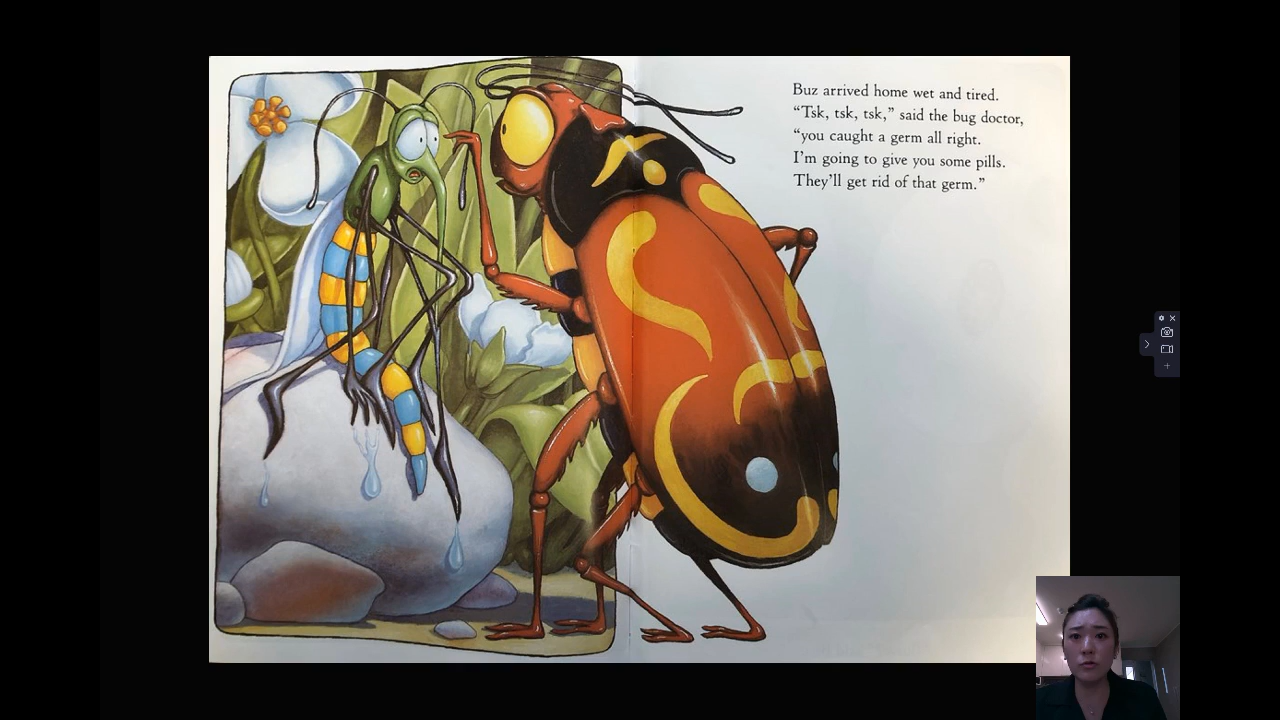 Buz arrived home wet and tired.
“Tsk, tsk, tsk,” said the bug doctor,
“you caught a germ all right.
I’m going to give you some pills.
They’ll get rid of that germ.”